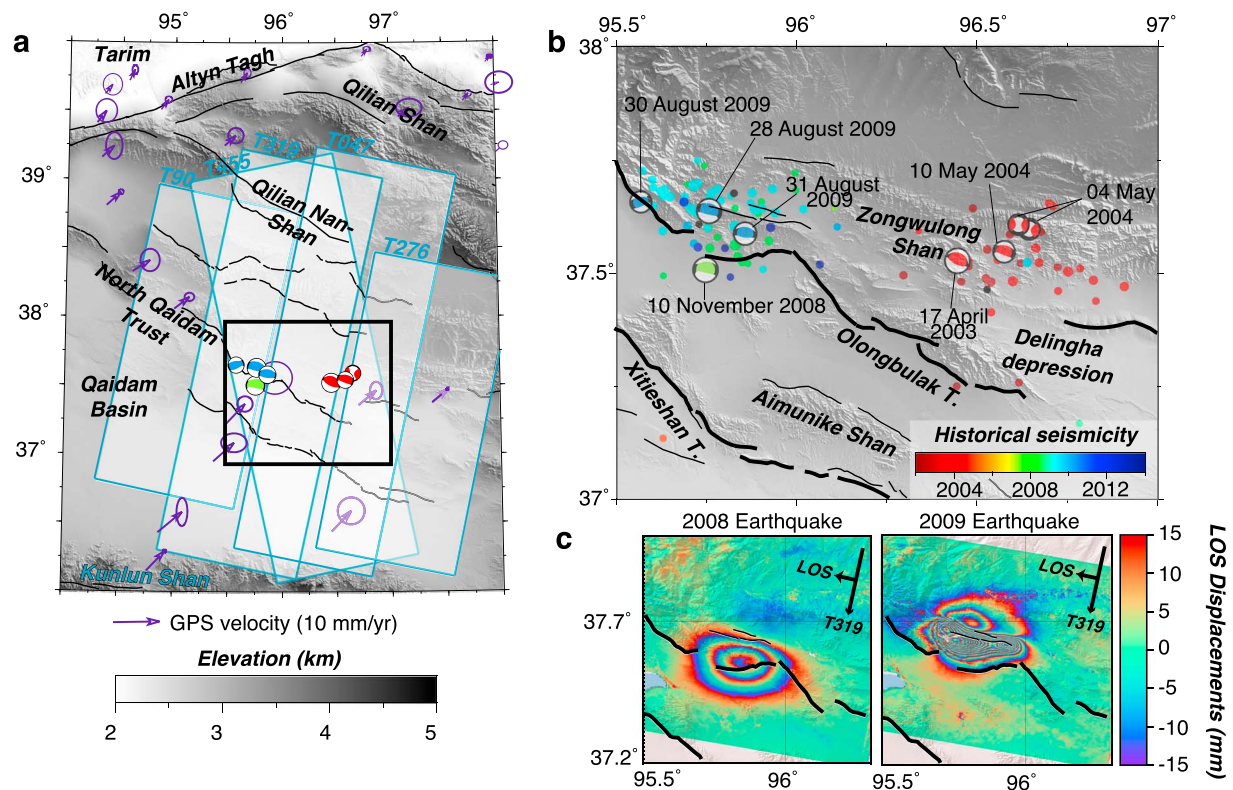 a
95°
96°
97°
Tarim
Altyn Tagh
Qilian Shan
T319
T047
T455
T90
39°
Qilian Nan-
Shan
T276
North Qaidam
Trust
38°
Qaidam
Basin
37°
Kunlun Shan
GPS velocity (10 mm/yr)
Elevation (km)
2
3
4
5
b
95.5
96
96.5
97
38°
30 August 2009
28 August 2009
31 August
2009
10 May 2004
04 May
2004
Zongwulong
Shan
37.5°
10 November 2008
17 April
2003
Olongbulak T.
Delingha
depression
Xitieshan T.
Aimunike Shan
Historical seismicity
2004
2008
2012
37°
c
2008 Earthquake
2009 Earthquake
LOS
T319
LOS
T319
37.7°
37.2°
95.5°
96°
95.5°
96°
15
10
5
0
-5
-10
-15
LOS Displacements (mm)